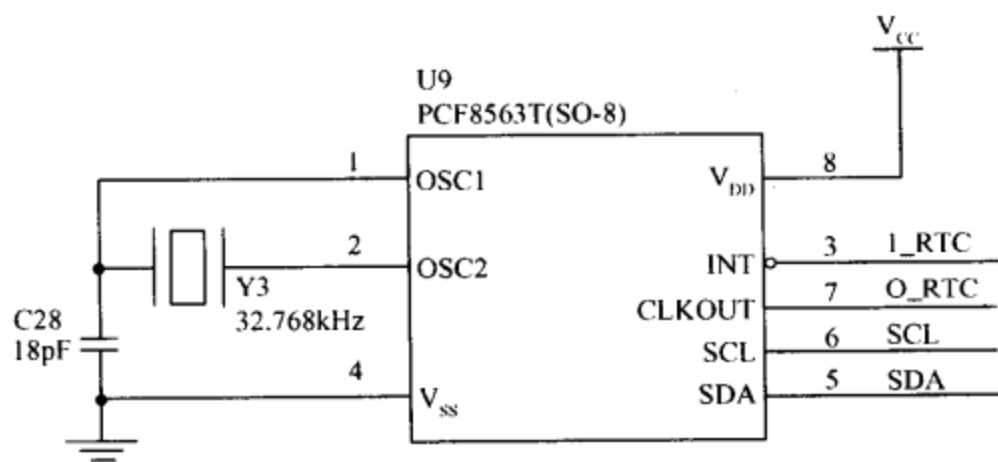 V_CC
U9
PCF8563T(SO-8)
1
OSC1
V_DD
8
2
OSC2
INT
3
1_RTC
Y3
32.768kHz
CLKOUT
7
O_RTC
C28
18pF
SCL
6
SCL
4
V_SS
SDA
5
SDA